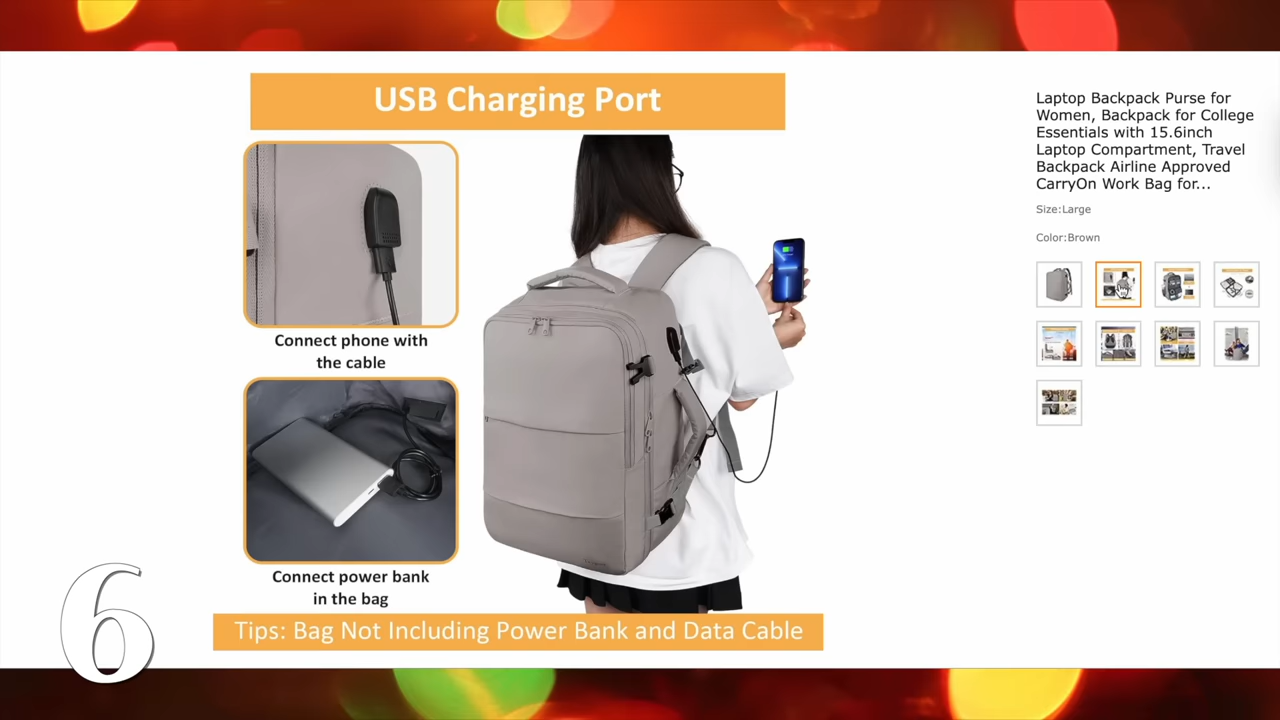 USB Charging Port
Connect phone with
the cable
Connect power bank
in the bag
Tips: Bag Not Including Power Bank and Data Cable
6
Laptop Backpack Purse for
Women, Backpack for College
Essentials with 15.6inch
Laptop Compartment, Travel
Backpack Airline Approved
CarryOn Work Bag for...
Size:Large
Color:Brown